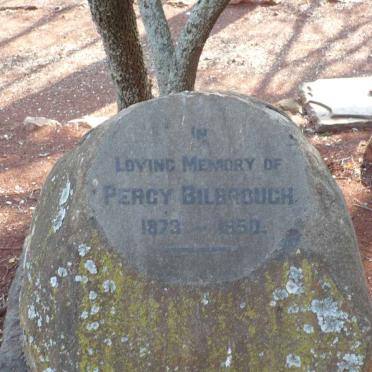 IN
LOVING MEMORY OF
PERCY BILBROUGH
1873 - 1950.